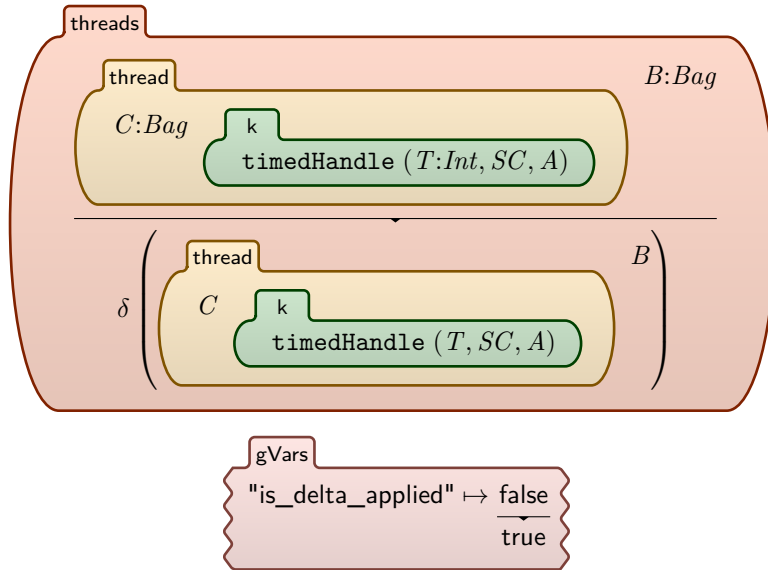 threads
thread
B:Bag
C:Bag
k
timedHandle ( T:Int, SC, A)
thread
B
δ
C
k
timedHandle ( T, SC, A)
gVars
"is_delta_applied" ↦ false
true